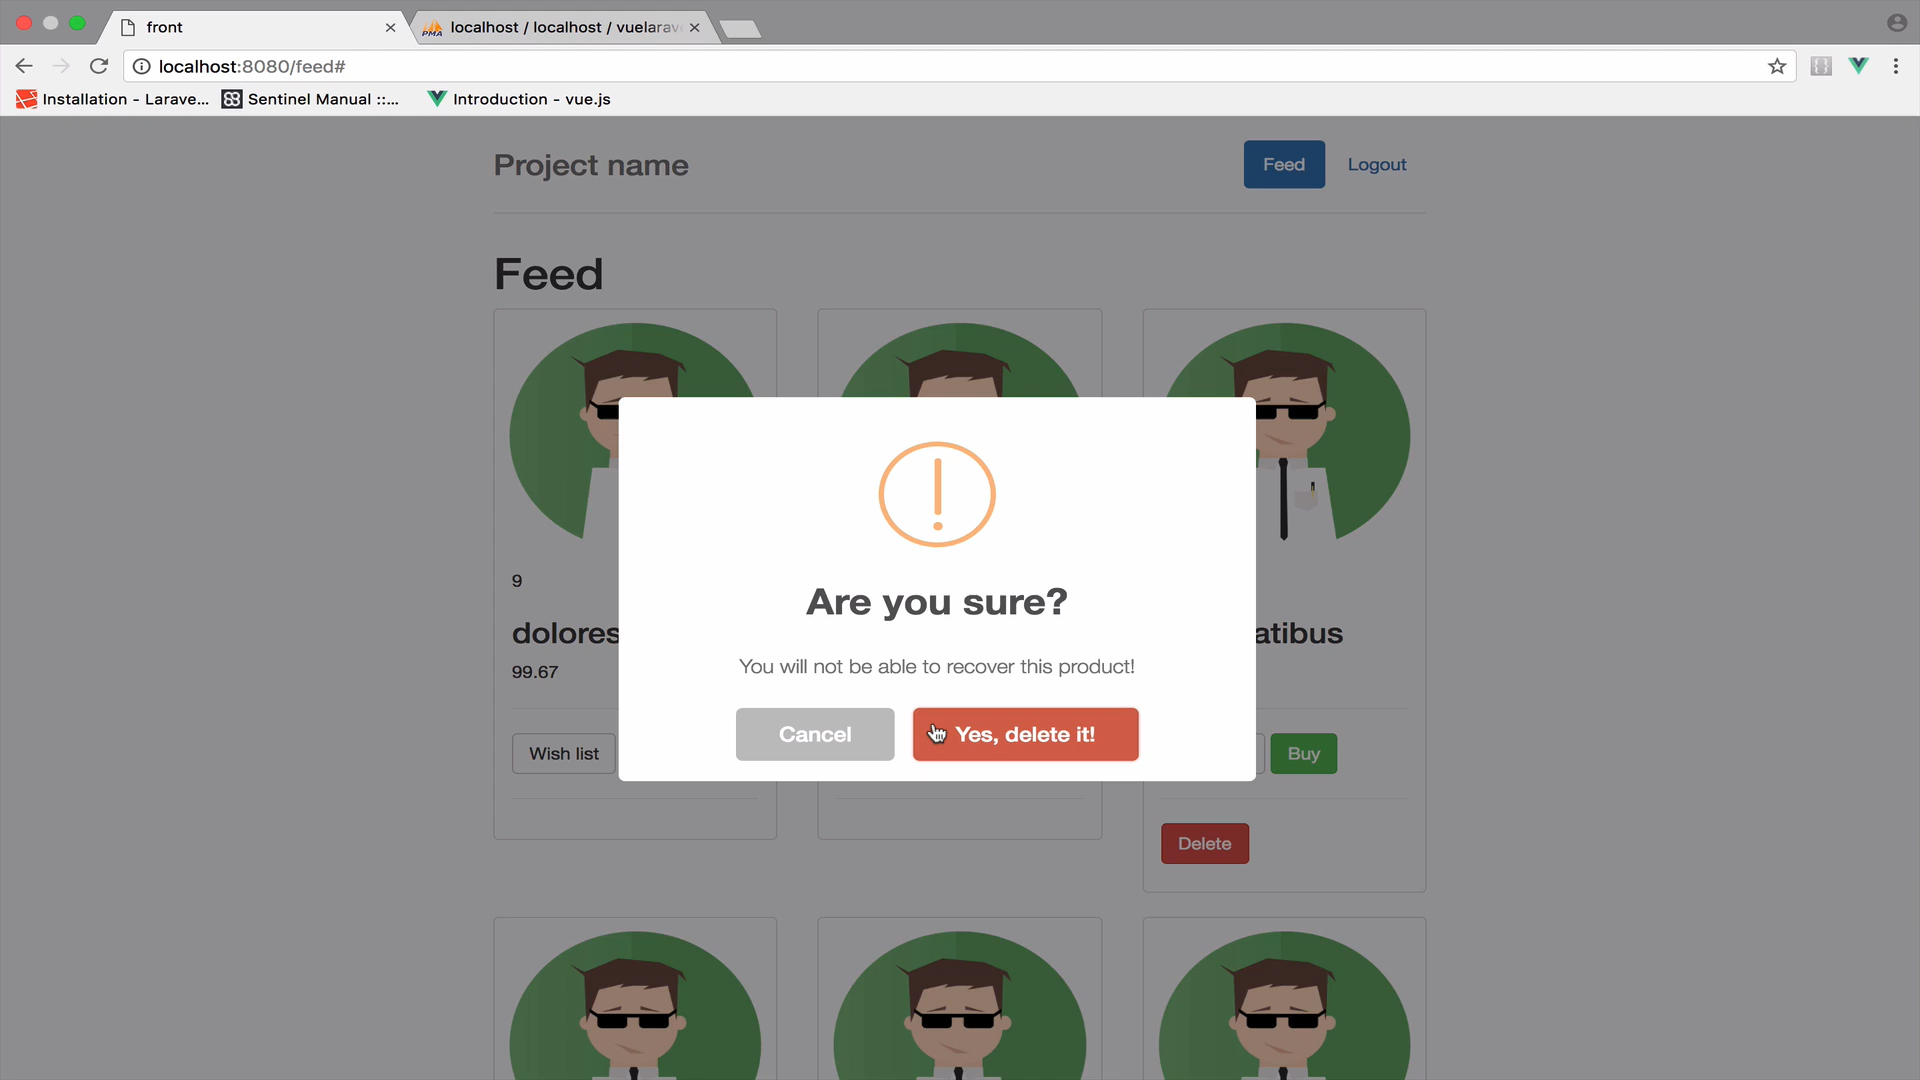 front
PMA localhost / localhost / vuelarav
localhost:8080/feed#
Installation - Larave... Sentinel Manual ::... Introduction - vue.js
Project name Feed Logout
Feed
Are you sure?
You will not be able to recover this product!
Cancel Yes, delete it!
9
dolores atibus
99.67
Wish list Buy
Delete